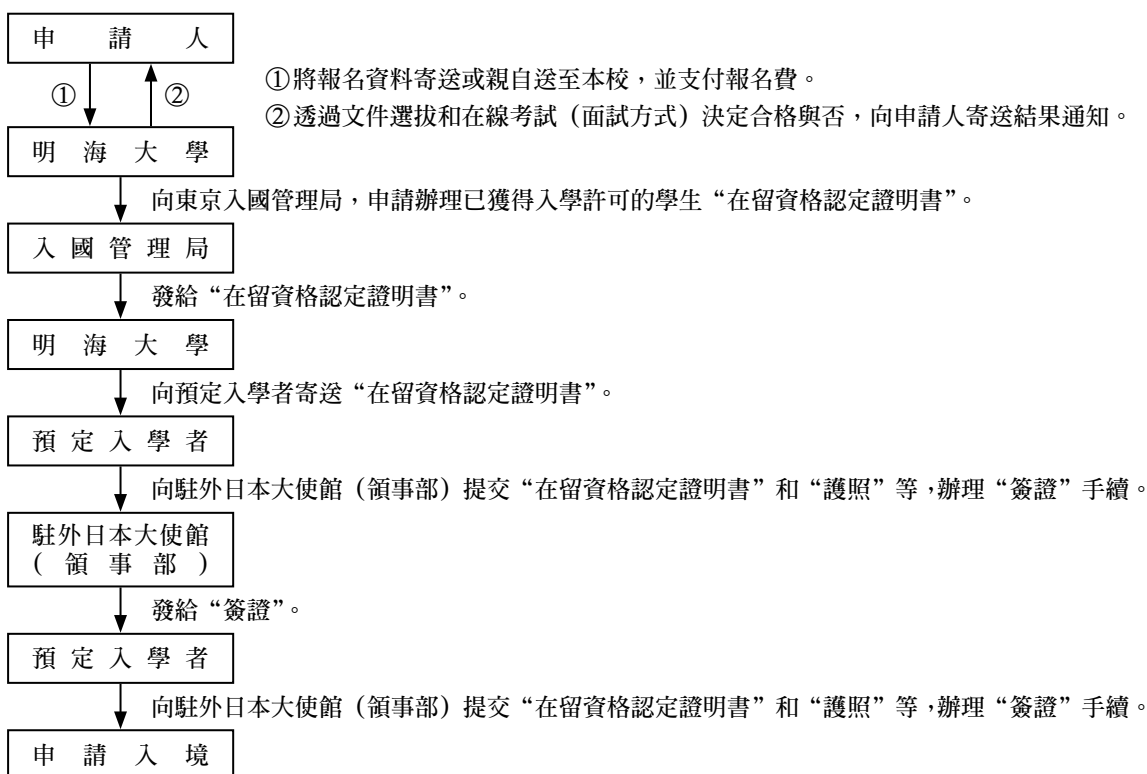 申請人
① ②
①將報名資料寄送或親自送至本校，並支付報名費。
②透過文件選拔和在線考試（面試方式）決定合格與否，向申請人寄送結果通知。
明海大學
向東京入國管理局，申請辦理已獲得入學許可的學生“在留資格認定證明書”。
入國管理局
發給“在留資格認定證明書”。
明海大學
向預定入學者寄送“在留資格認定證明書”。
預定入學者
向駐外日本大使館（領事部）提交“在留資格認定證明書”和“護照”等，辦理“簽證”手續。
駐外日本大使館
(領事部)
發給“簽證”。
預定入學者
向駐外日本大使館（領事部）提交“在留資格認定證明書”和“護照”等，辦理“簽證”手續。
申請入境